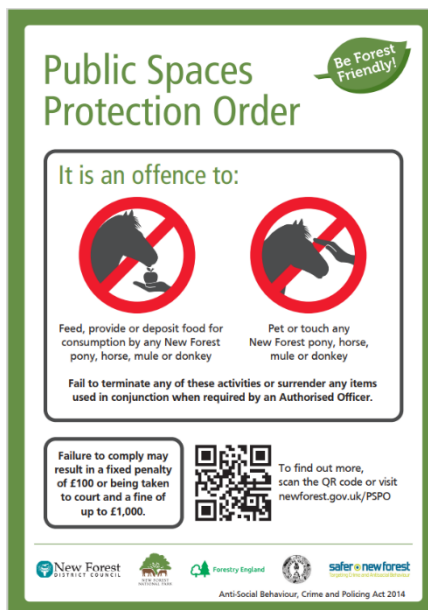 Be Forest
Friendly!
Public Spaces
Protection Order
It is an offence to:
Feed, provide or deposit food for
consumption by any New Forest
pony, horse, mule or donkey
Pet or touch any
New Forest pony, horse,
mule or donkey
Fail to terminate any of these activities or surrender any items
used in conjunction when required by an Authorised Officer.
Failure to comply may
result in a fixed penalty
of £100 or being taken
to court and a fine of
up to £1,000.
To find out more,
scan the QR code or visit
newforest.gov.uk/PSPO
New Forest
DISTRICT COUNCIL
NEW FOREST
NATIONAL PARK
Forestry England
safer new forest
Anti-Social Behaviour, Crime and Policing Act 2014